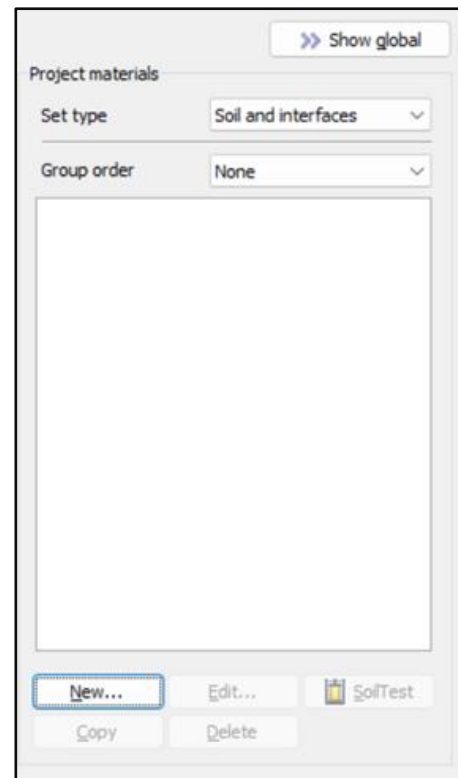 Show global
Project materials
Set type Soil and interfaces
Group order None
New... Edit... SoilTest
Copy Delete